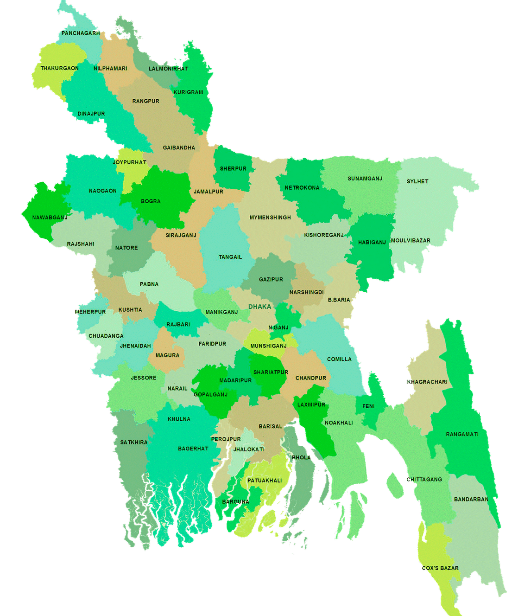 PANCHAGARH
THAKURGAON
NILPHAMARI
LALMONIRHAT
KURIGRAM
RANGPUR
DINAJPUR
GAIBANDHA
JOYPURHAT
SHERPUR
NETROKONA
SUNAMGANJ
SYLHET
NAOGAON
BOGRA
JAMALPUR
NAWABGANJ
MYMENSHINGH
RAJSHAHI
NATORE
SIRAJGANJ
KISHOREGANJ
HABIGANJ
MOULVIBAZAR
TANGAIL
GAZIPUR
PABNA
NARSHINGDI
B.BARIA
MEHERPUR
KUSHTIA
MANIKGANJ
DHAKA
RAJBARI
N.GANJ
CHUADANGA
JHENAIDAH
FARIDPUR
MUNSHIGANJ
MAGURA
COMILLA
SHARIATPUR
JESSORE
MADARIPUR
CHANDPUR
KHAGRACHARI
NARAIL
GOPALGANJ
LAXMIPUR
FENI
KHULNA
NOAKHALI
BARISAL
RANGAMATI
SATKHIRA
PEROJPUR
BAGERHAT
JHALOKATI
BHOLA
PATUAKHALI
CHITTAGANG
BARGUNA
BANDARBAN
COX'S BAZAR